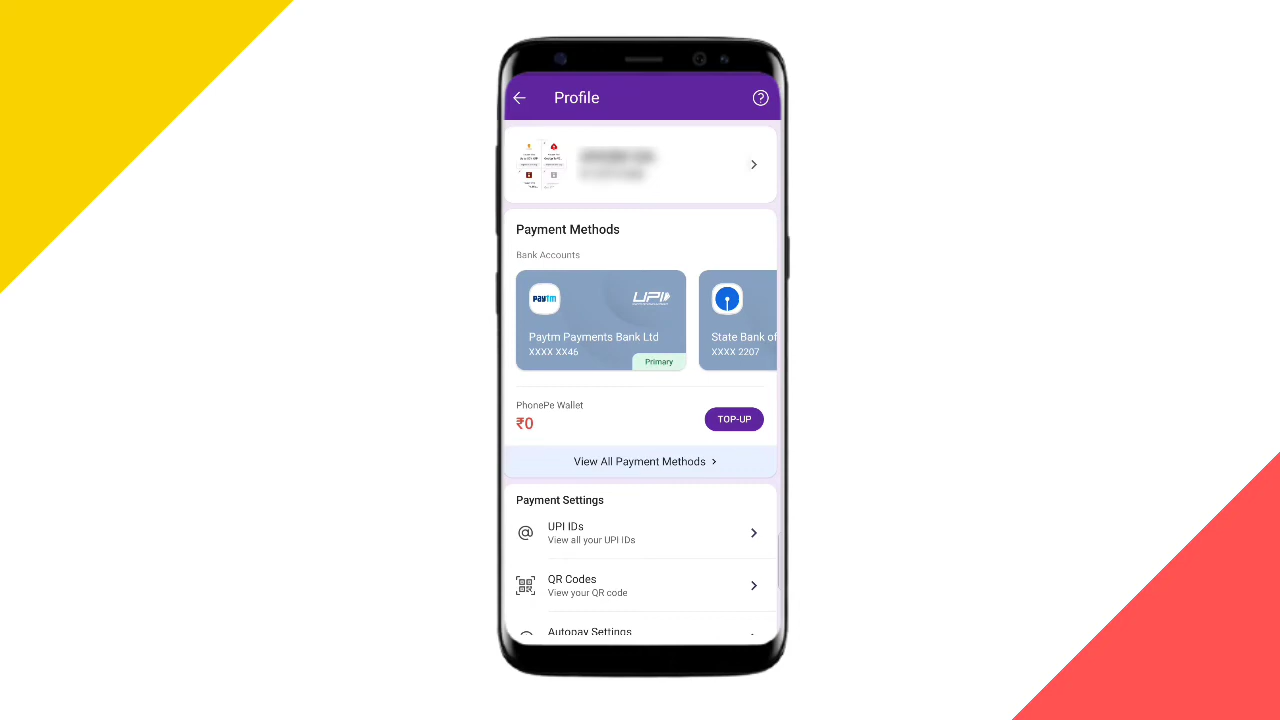 Profile
Payment Methods
Bank Accounts
Paytm
UPI
Paytm Payments Bank Ltd
XXXX XX46
Primary
State Bank of
XXXX 2207
PhonePe Wallet
₹0
TOP-UP
View All Payment Methods
Payment Settings
UPI IDs
View all your UPI IDs
QR Codes
View your QR code
Autopay Settings